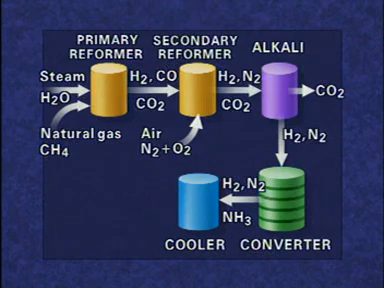 PRIMARY REFORMER
SECONDARY REFORMER
ALKALI
Steam
H2O
H2, CO
CO2
H2, N2
CO2
CO2
Natural gas
CH4
Air
N2+O2
H2, N2
H2, N2
NH3
COOLER
CONVERTER